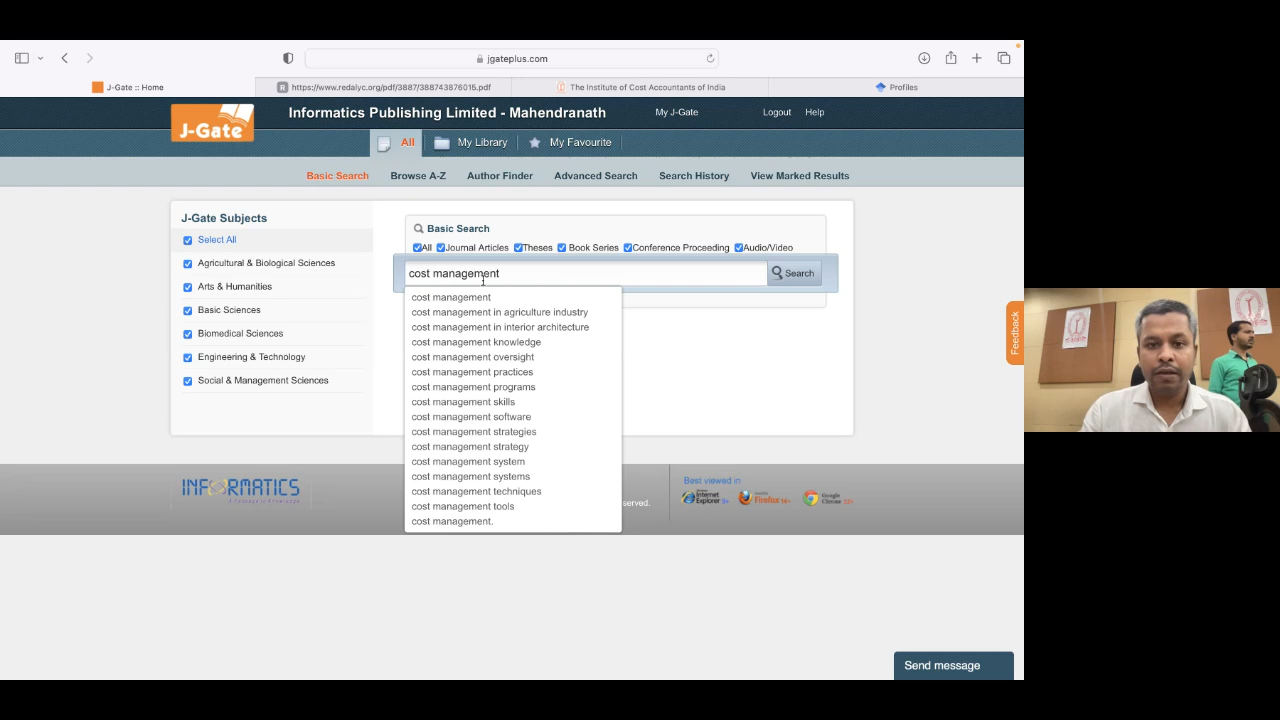 jgateplus.com
J-Gate :: Home
https://www.redalyc.org/pdf/3887/388743876015.pdf
The Institute of Cost Accountants of India
Profiles
J-Gate
Informatics Publishing Limited - Mahendranath
My J-Gate
Logout
Help
All
My Library
My Favourite
Basic Search
Browse A-Z
Author Finder
Advanced Search
Search History
View Marked Results
J-Gate Subjects
Select All
Agricultural & Biological Sciences
Arts & Humanities
Basic Sciences
Biomedical Sciences
Engineering & Technology
Social & Management Sciences
Basic Search
All
Journal Articles
Theses
Book Series
Conference Proceeding
Audio/Video
cost management
Search
cost management
cost management in agriculture industry
cost management in interior architecture
cost management knowledge
cost management oversight
cost management practices
cost management programs
cost management skills
cost management software
cost management strategies
cost management strategy
cost management system
cost management systems
cost management techniques
cost management tools
cost management.
Feedback
INFORMATICS
served.
Best viewed in
Internet Explorer
Firefox
Google Chrome
Send message